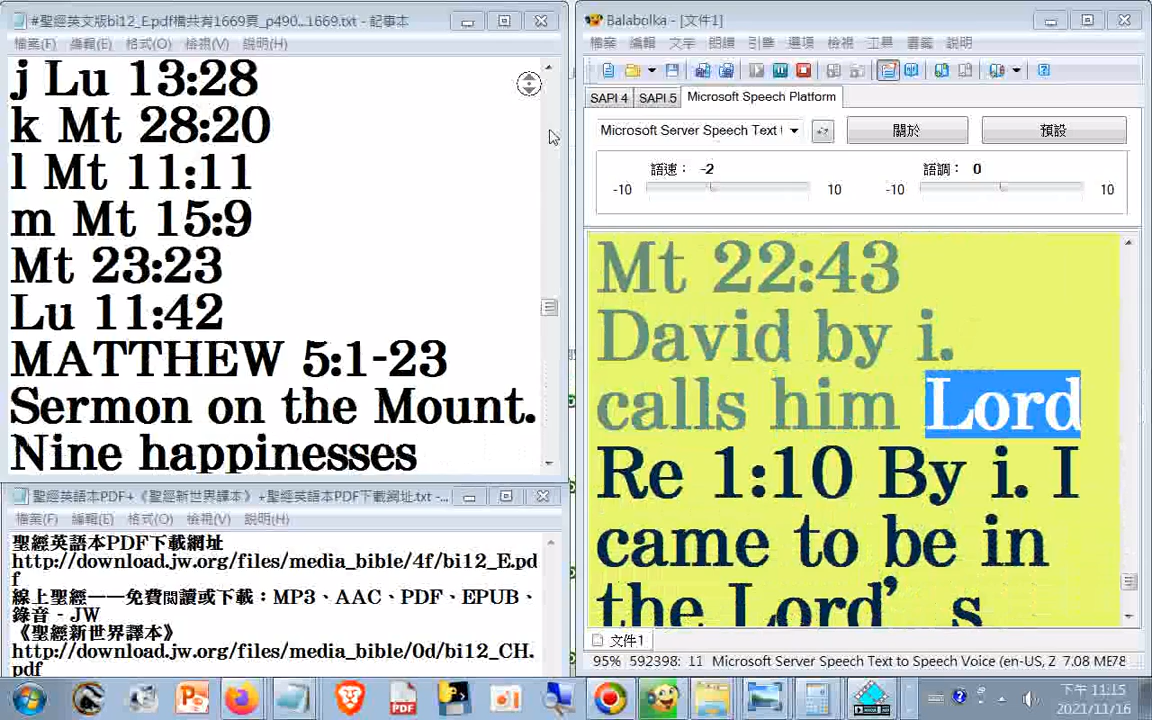 #聖經英文版bi12_E.pdf橫共有1669頁_p490...1669.txt - 記事本
檔案(F) 編輯(E) 格式(O) 檢視(V) 說明(H)
j Lu 13:28
k Mt 28:20
l Mt 11:11
m Mt 15:9
Mt 23:23
Lu 11:42
MATTHEW 5:1-23
Sermon on the Mount.
Nine happinesses
聖經英語本PDF+《聖經新世界譯本》+聖經英語本PDF下載網址.txt - ...
檔案(F) 編輯(E) 格式(O) 檢視(V) 說明(H)
聖經英語本PDF下載網址
http://download.jw.org/files/media_bible/4f/bi12_E.pd
f
線上聖經——免費閱讀或下載：MP3、AAC、PDF、EPUB、
錄音 - JW
《聖經新世界譯本》
http://download.jw.org/files/media_bible/0d/bi12_CH.
pdf
Balabolka - [文件1]
檔案 編輯 文字 朗讀 引擎 選項 檢視 工具 書籤 說明
SAPI 4 SAPI 5 Microsoft Speech Platform
Microsoft Server Speech Text 關於 預設
語速： -2 語調： 0
-10 10 -10 10
Mt 22:43
David by i.
calls him Lord
Re 1:10 By i. I
came to be in
the Lord’s
文件1
95% 592398: 11 Microsoft Server Speech Text to Speech Voice (en-US, Z 7.08 ME78
PDF
下午 11:15
2021/11/16